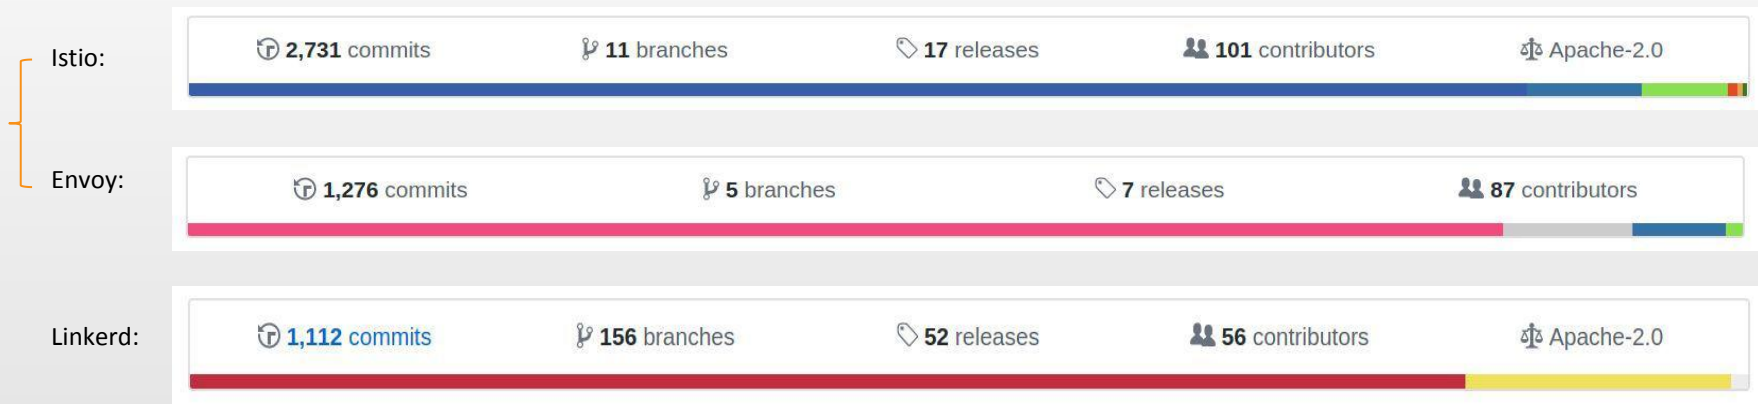 Istio:
2,731 commits 11 branches 17 releases 101 contributors Apache-2.0
Envoy:
1,276 commits 5 branches 7 releases 87 contributors
Linkerd:
1,112 commits 156 branches 52 releases 56 contributors Apache-2.0